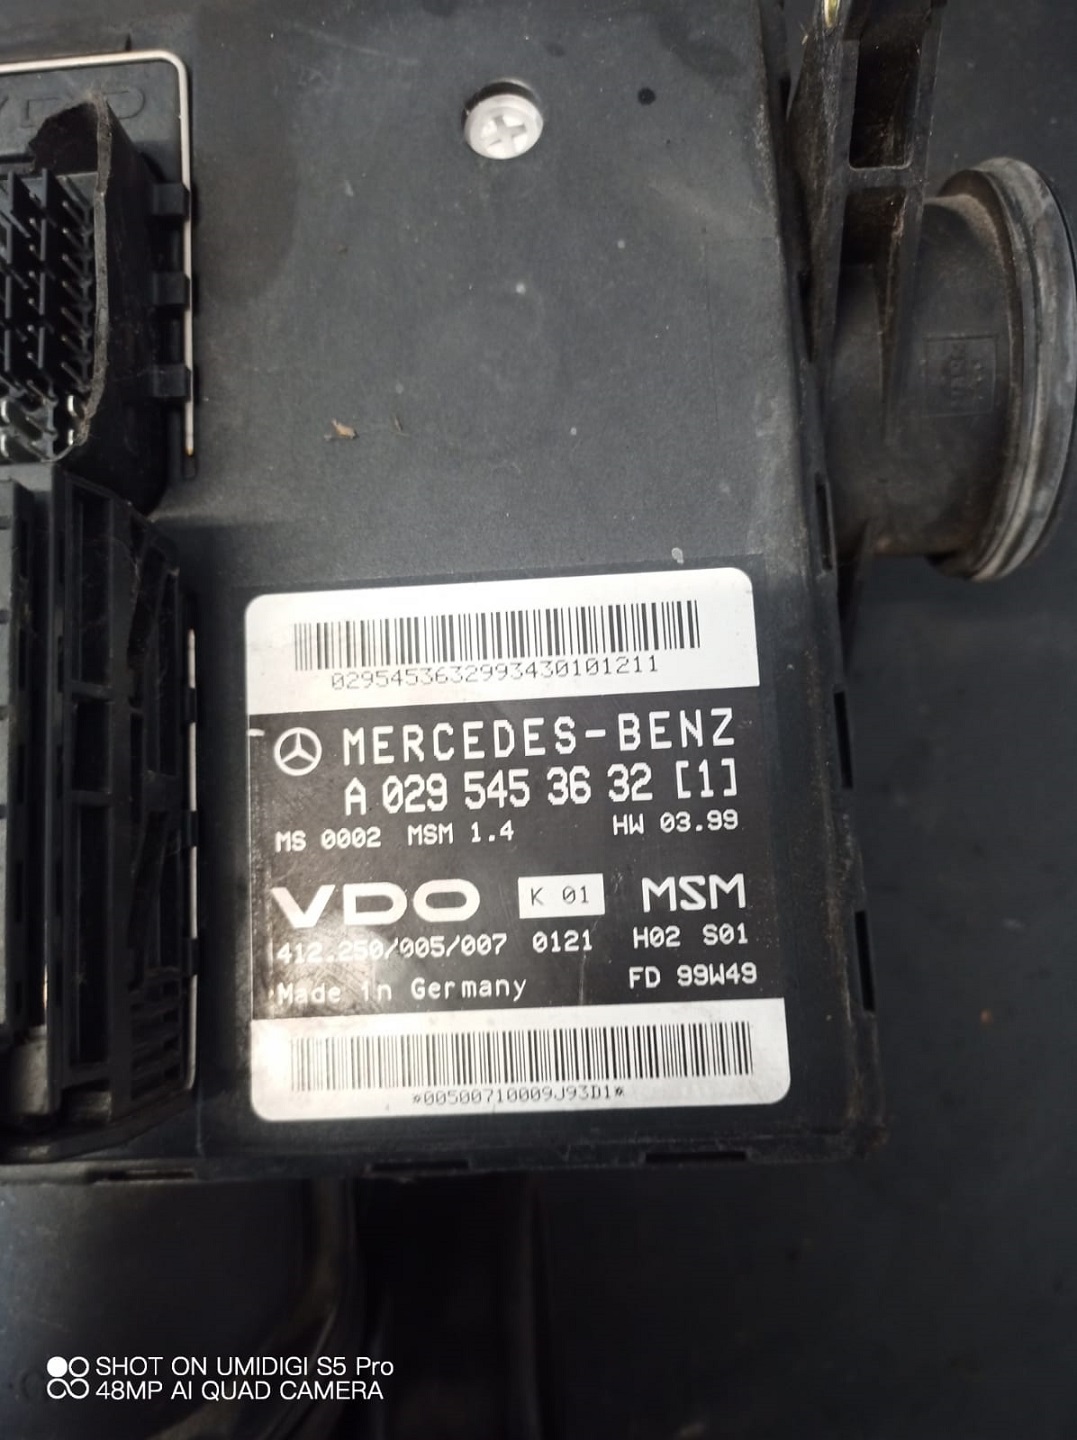 0295453632993430101211
MERCEDES-BENZ
A 029 545 36 32 [1]
MS 0002 MSM 1.4 HW 03.99
VDO K 01 MSM
412.250/005/007 0121 H02 S01
Made in Germany FD 99W49
*00500710009J93D1*
SHOT ON UMIDIGI S5 Pro
48MP AI QUAD CAMERA